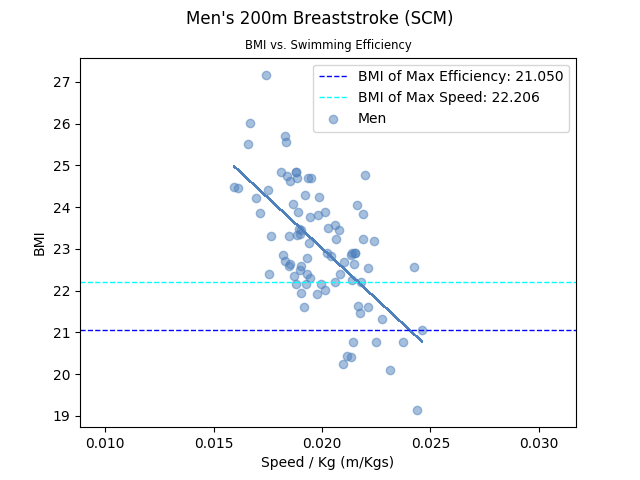 Men's 200m Breaststroke (SCM)
BMI vs. Swimming Efficiency
BMI of Max Efficiency: 21.050
BMI of Max Speed: 22.206
Men
27
26
25
24
23
22
21
20
19
BMI
0.010 0.015 0.020 0.025 0.030
Speed / Kg (m/Kgs)